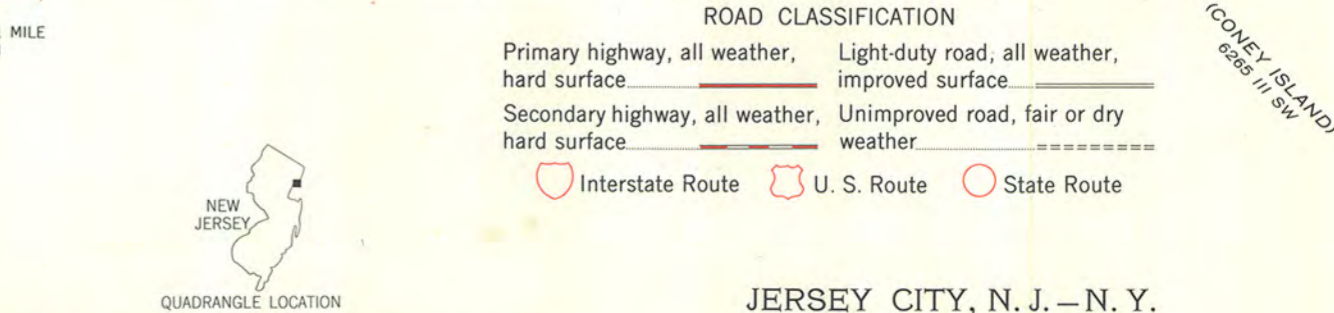 MILE
ROAD CLASSIFICATION
Primary highway, all weather,
hard surface
Light-duty road, all weather,
improved surface
Secondary highway, all weather,
hard surface
Unimproved road, fair or dry
weather
Interstate Route
U. S. Route
State Route
(CONEY ISLAND)
6265 III SW
NEW
JERSEY
QUADRANGLE LOCATION
JERSEY CITY, N. J. – N. Y.